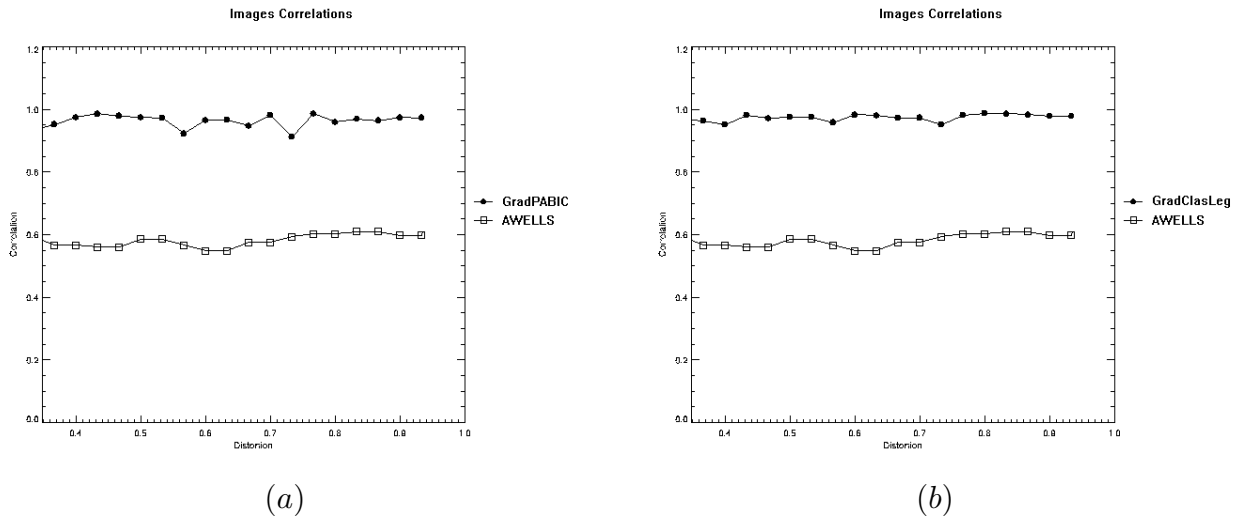 Images Correlations
1.2
1.0
0.8
0.6
0.4
0.2
0.0
Correlation
0.4 0.5 0.6 0.7 0.8 0.9 1.0
Distortion
GradPABIC
AWELLS
(a)
Images Correlations
1.2
1.0
0.8
0.6
0.4
0.2
0.0
Correlation
0.4 0.5 0.6 0.7 0.8 0.9 1.0
Distortion
GradClasLeg
AWELLS
(b)